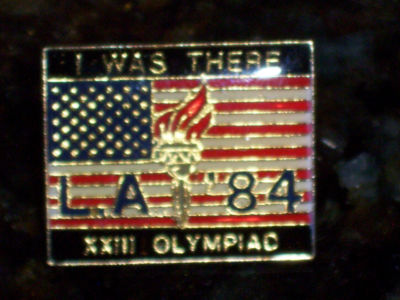 I WAS THERE
L.A '84
XXIII OLYMPIAD